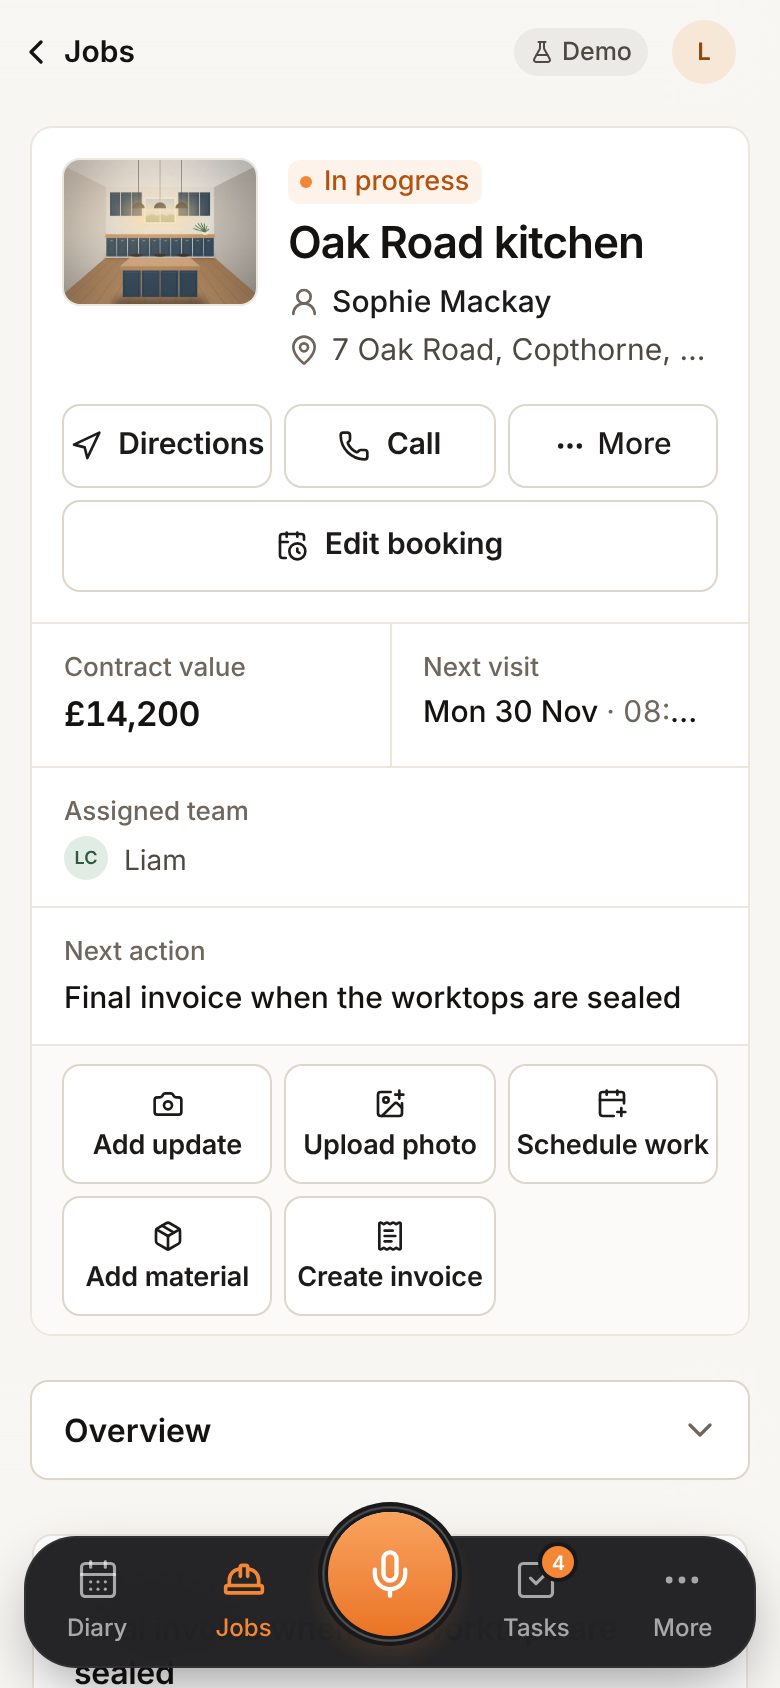 Jobs
Demo
L
In progress
Oak Road kitchen
Sophie Mackay
7 Oak Road, Copthorne, ...
Directions
Call
More
Edit booking
Contract value
£14,200
Next visit
Mon 30 Nov · 08:...
Assigned team
LC
Liam
Next action
Final invoice when the worktops are sealed
Add update
Upload photo
Schedule work
Add material
Create invoice
Overview
4
Diary
Jobs
Tasks
More
sealed